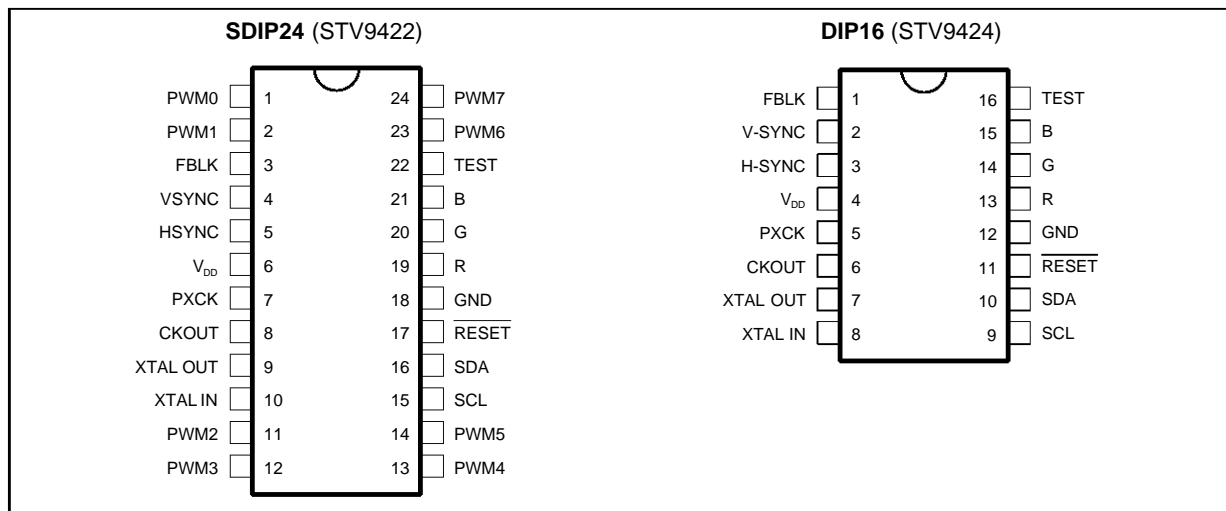 SDIP24 (STV9422)
PWM0 1 24 PWM7
PWM1 2 23 PWM6
FBLK 3 22 TEST
VSYNC 4 21 B
HSYNC 5 20 G
VDD 6 19 R
PXCK 7 18 GND
CKOUT 8 17 RESET
XTAL OUT 9 16 SDA
XTAL IN 10 15 SCL
PWM2 11 14 PWM5
PWM3 12 13 PWM4
DIP16 (STV9424)
FBLK 1 16 TEST
V-SYNC 2 15 B
H-SYNC 3 14 G
VDD 4 13 R
PXCK 5 12 GND
CKOUT 6 11 RESET
XTAL OUT 7 10 SDA
XTAL IN 8 9 SCL